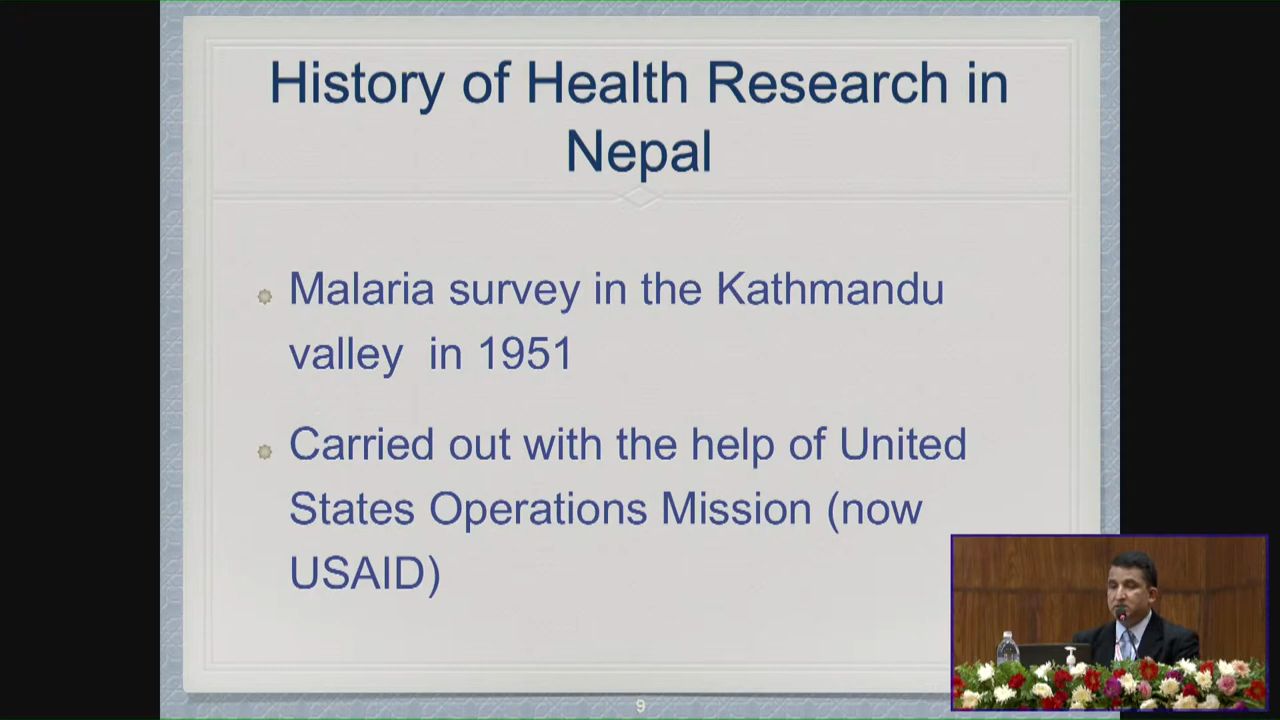 History of Health Research in
Nepal
Malaria survey in the Kathmandu
valley in 1951
Carried out with the help of United
States Operations Mission (now
USAID)
9